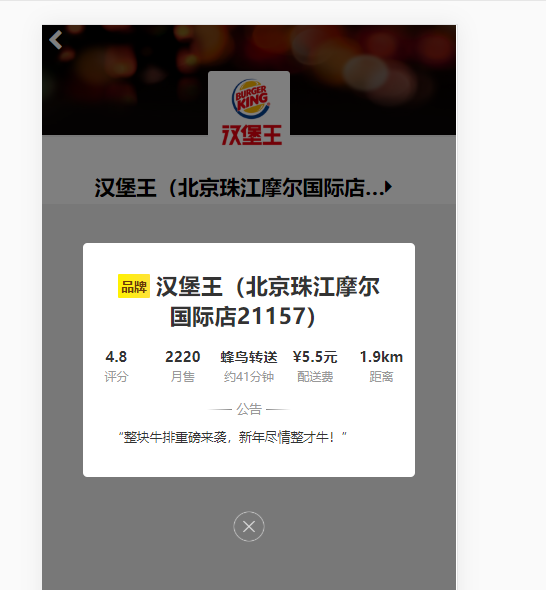 BURGER
KING
汉堡王
汉堡王（北京珠江摩尔国际店...
品牌 汉堡王（北京珠江摩尔
国际店21157）
4.8 2220 蜂鸟转送 ¥5.5元 1.9km
评分 月售 约41分钟 配送费 距离
公告
“整块牛排重磅来袭，新年尽情整才牛！”